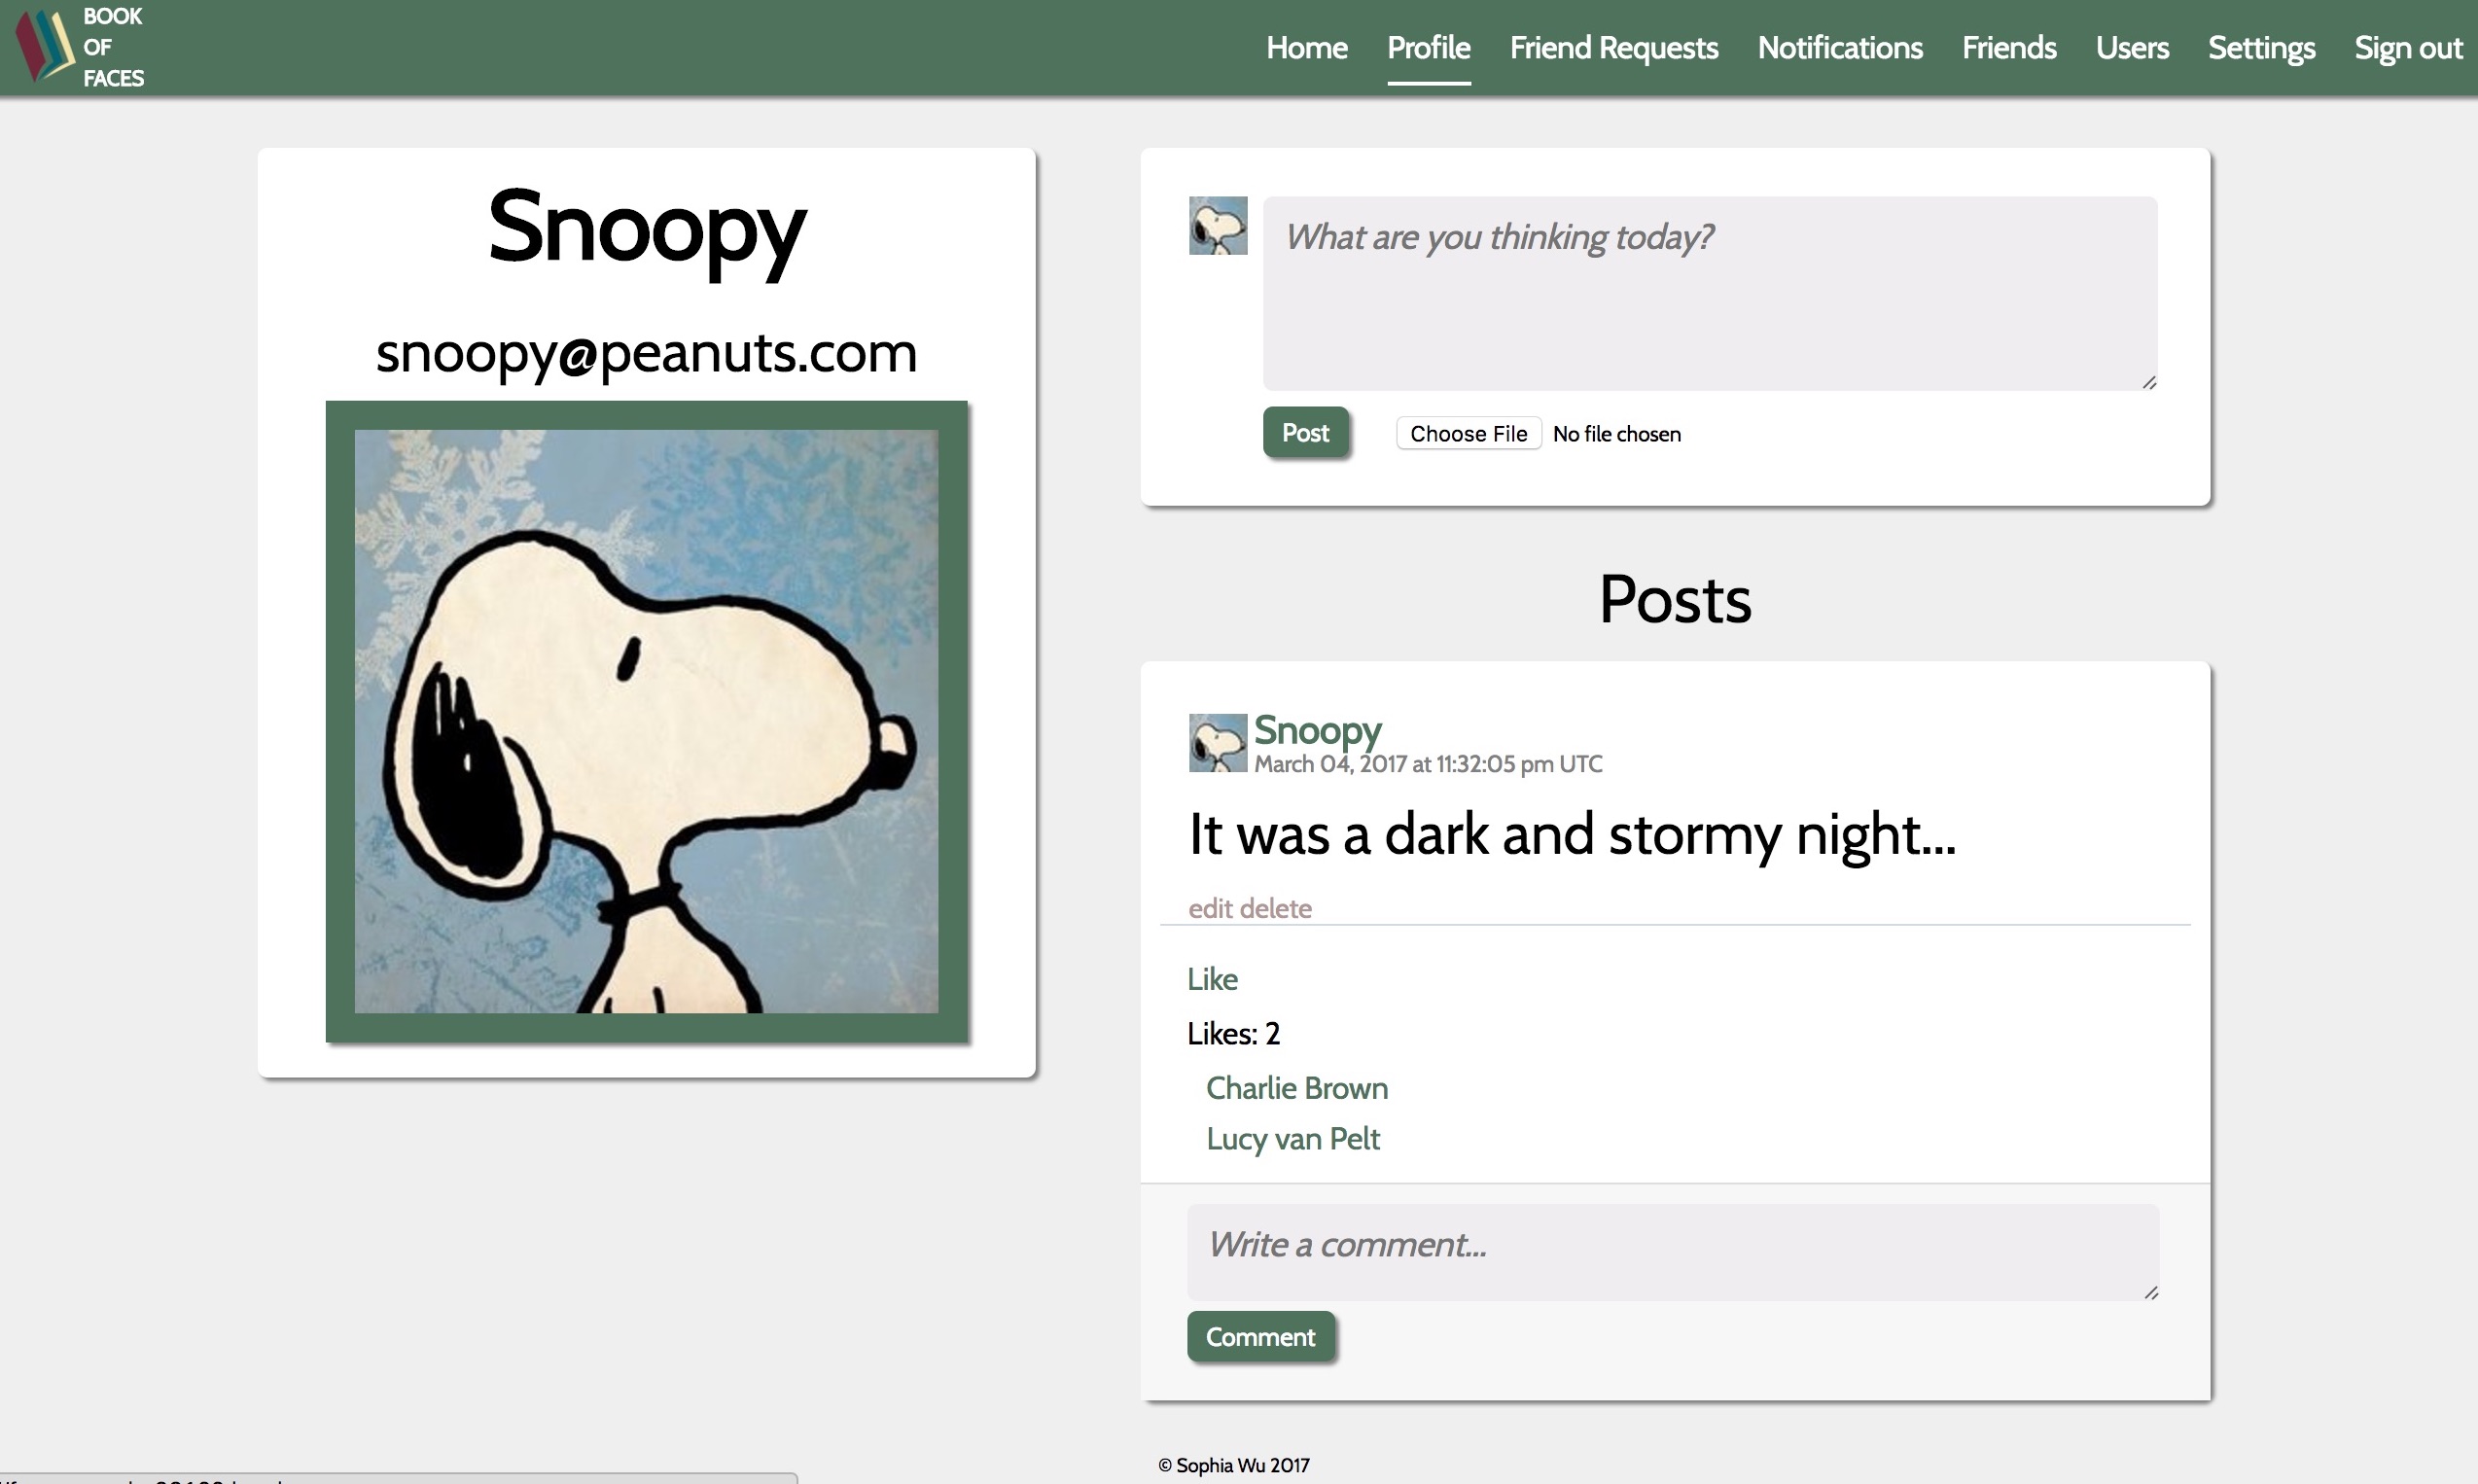 BOOK
OF
FACES
Home Profile Friend Requests Notifications Friends Users Settings Sign out
Snoopy
snoopy@peanuts.com
What are you thinking today?
Post Choose File No file chosen
Posts
Snoopy
March 04, 2017 at 11:32:05 pm UTC
It was a dark and stormy night...
edit delete
Like
Likes: 2
Charlie Brown
Lucy van Pelt
Write a comment...
Comment
© Sophia Wu 2017